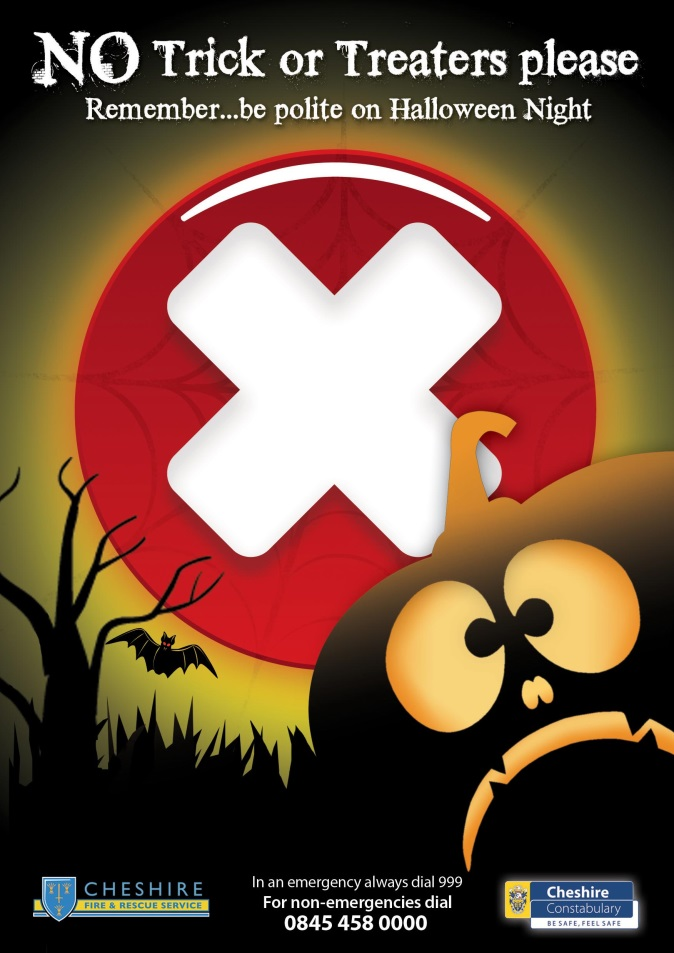 NO Trick or Treaters please
Remember...be polite on Halloween Night
CHESHIRE
FIRE & RESCUE SERVICE
In an emergency always dial 999
For non-emergencies dial
0845 458 0000
Cheshire
Constabulary
BE SAFE, FEEL SAFE